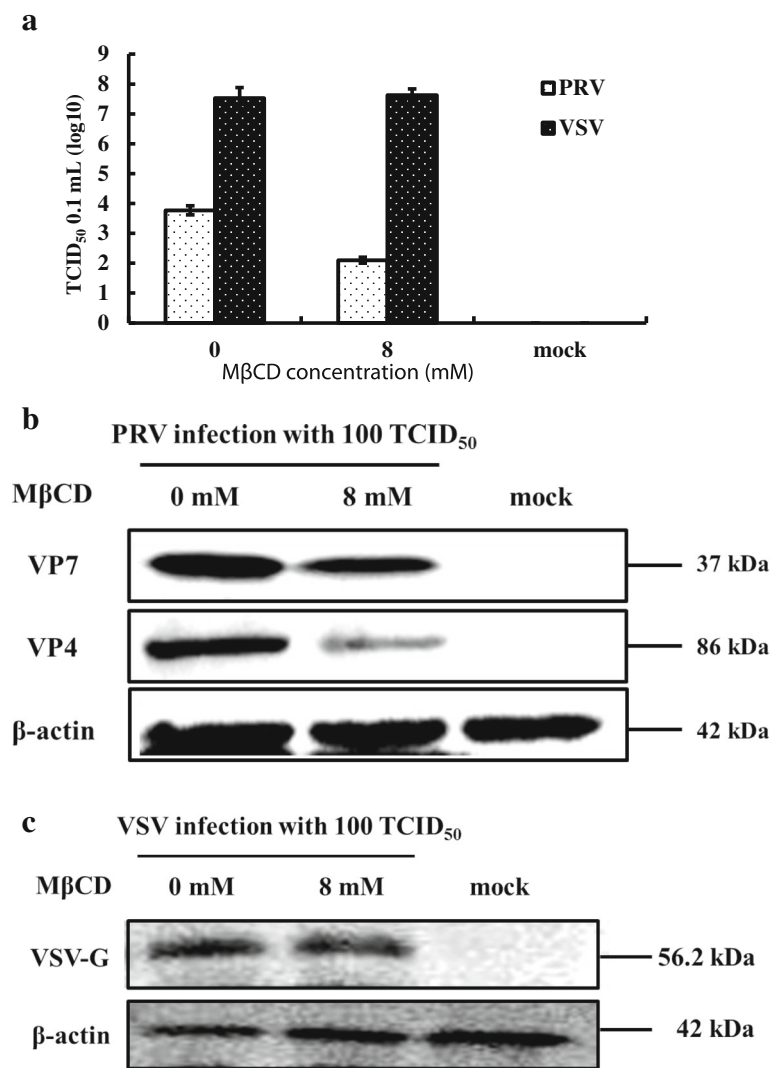 a
9
8
7
6
5
4
3
2
1
0
TCID₅₀ 0.1 mL (log10)
PRV
VSV
0 8 mock
MβCD concentration (mM)
b
PRV infection with 100 TCID₅₀
MβCD 0 mM 8 mM mock
VP7 37 kDa
VP4 86 kDa
β-actin 42 kDa
c
VSV infection with 100 TCID₅₀
MβCD 0 mM 8 mM mock
VSV-G 56.2 kDa
β-actin 42 kDa